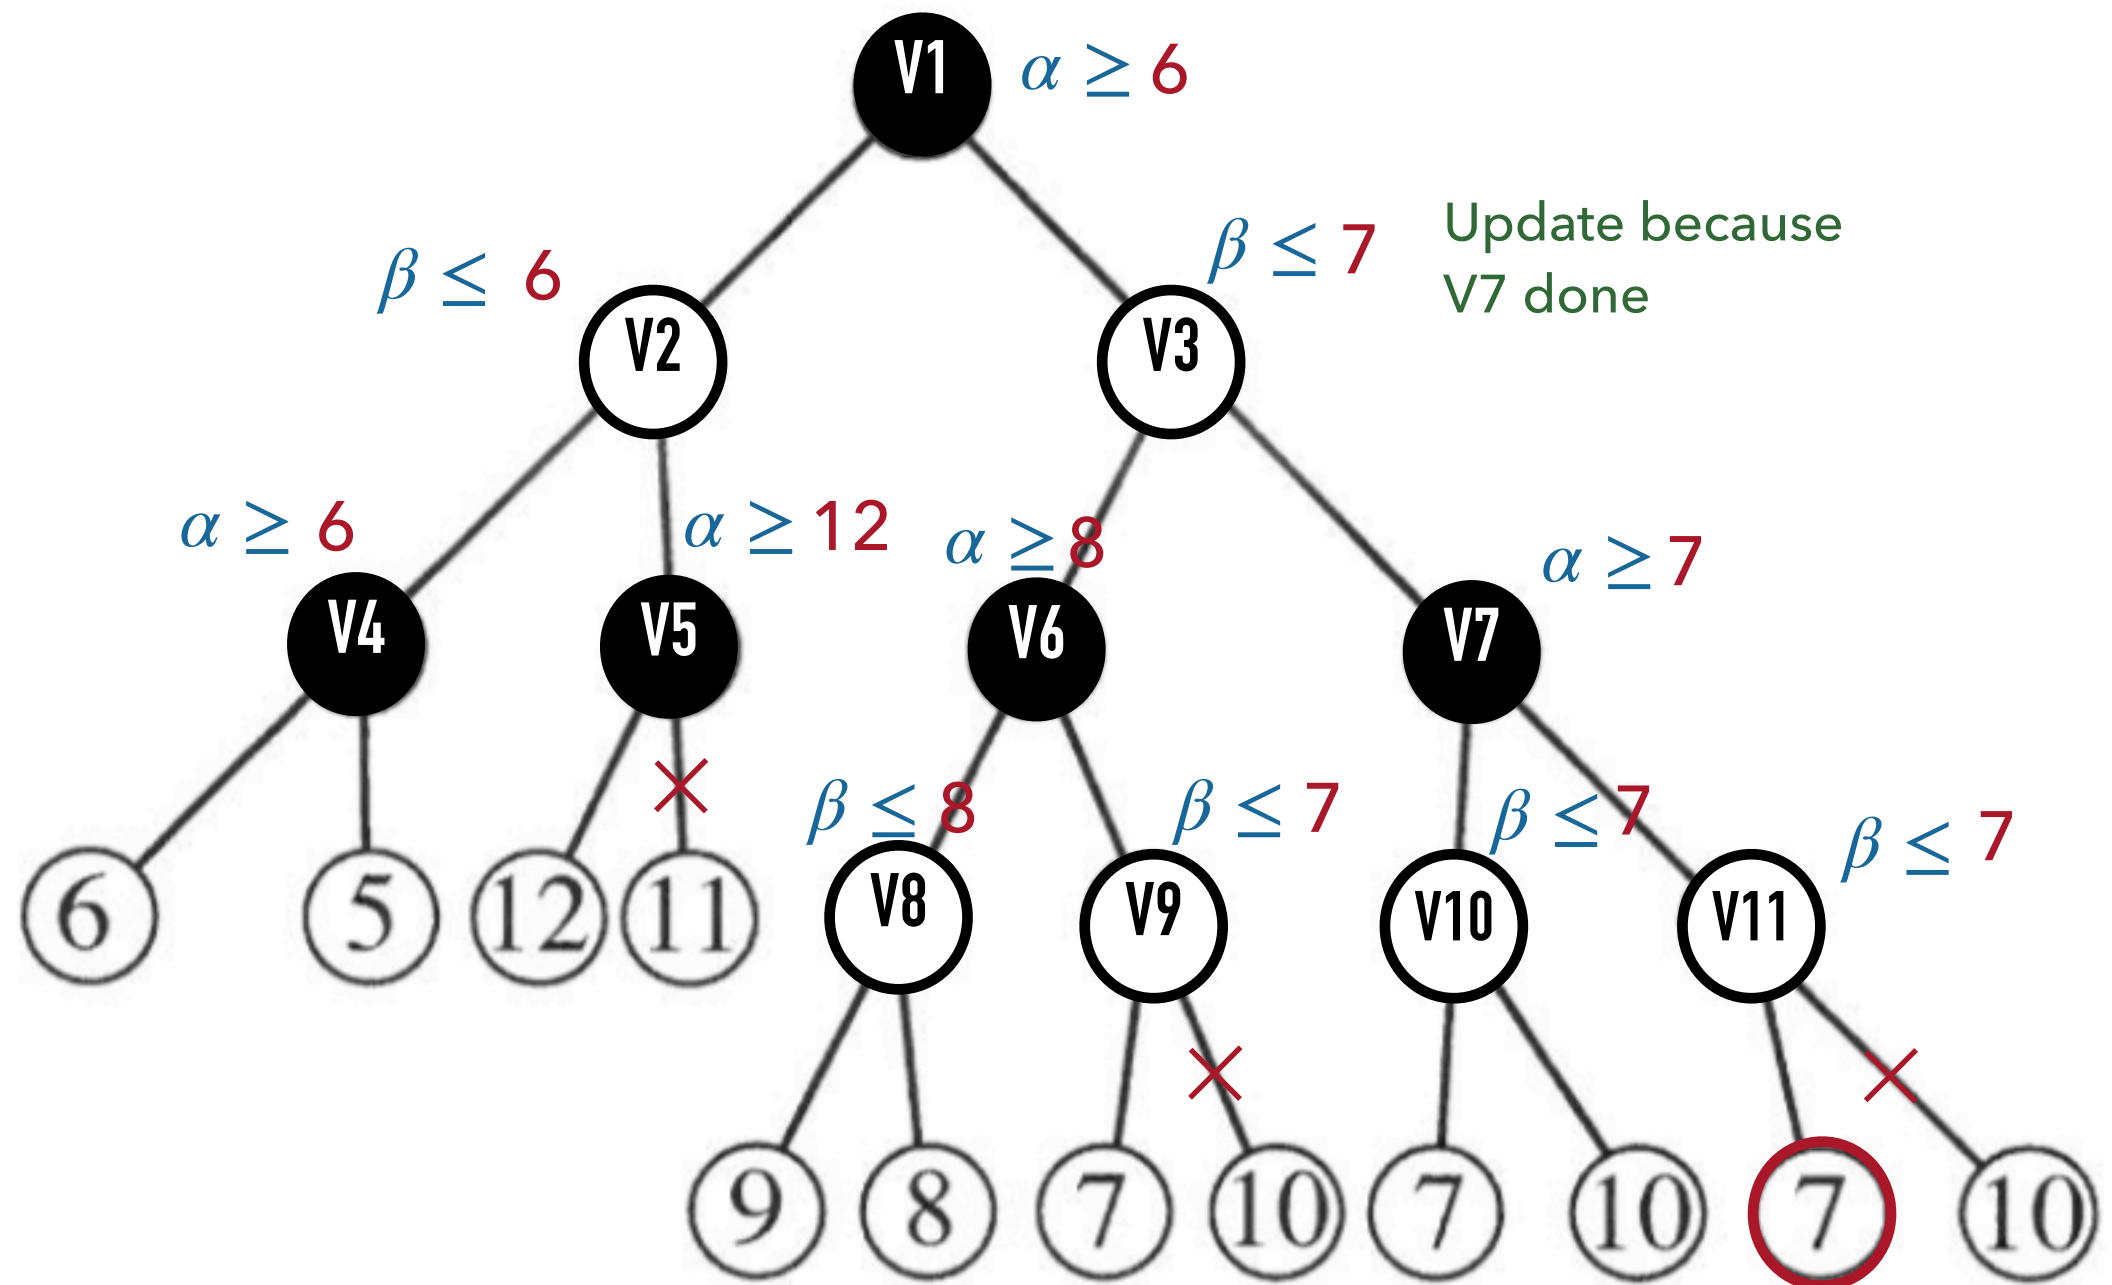 V1
α ≥ 6
β ≤ 6
β ≤ 7
Update because
V7 done
V2
V3
α ≥ 6
α ≥ 12
α ≥ 8
α ≥ 7
V4
V5
V6
V7
β ≤ 8
β ≤ 7
β ≤ 7
β ≤ 7
6
5
12
11
V8
V9
V10
V11
9
8
7
10
7
10
7
10